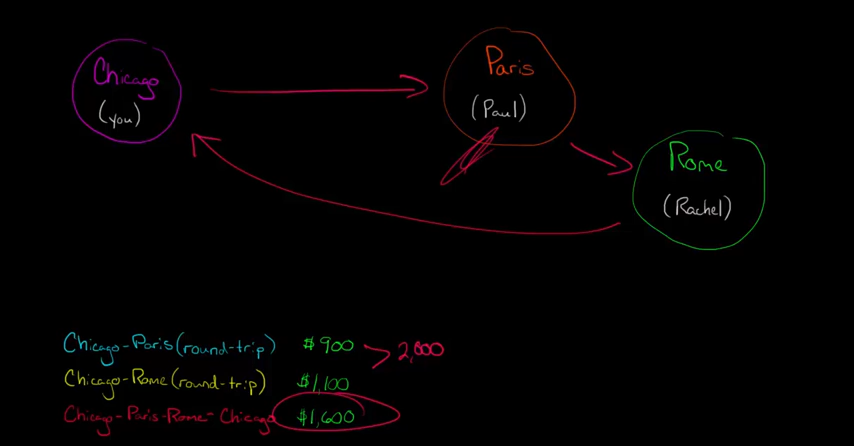 Chicago
(you)
Paris
(Paul)
Rome
(Rachel)
Chicago-Paris (round-trip) $900
2,000
Chicago-Rome (round-trip) $1,100
Chicago-Paris-Rome-Chicago $1,600